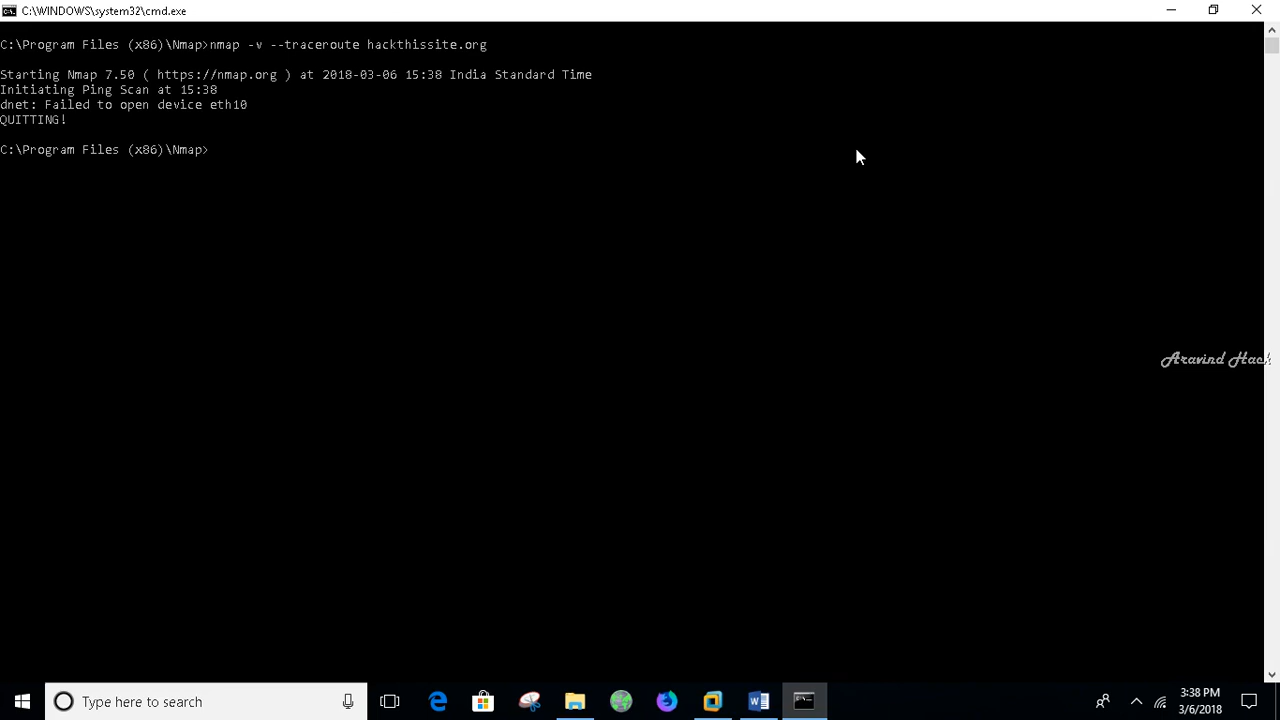 C:\WINDOWS\system32\cmd.exe
C:\Program Files (x86)\Nmap>nmap -v --traceroute hackthissite.org
Starting Nmap 7.50 ( https://nmap.org ) at 2018-03-06 15:38 India Standard Time
Initiating Ping Scan at 15:38
dnet: Failed to open device eth10
QUITTING!
C:\Program Files (x86)\Nmap>
Aravind Hack
Type here to search
3:38 PM
3/6/2018